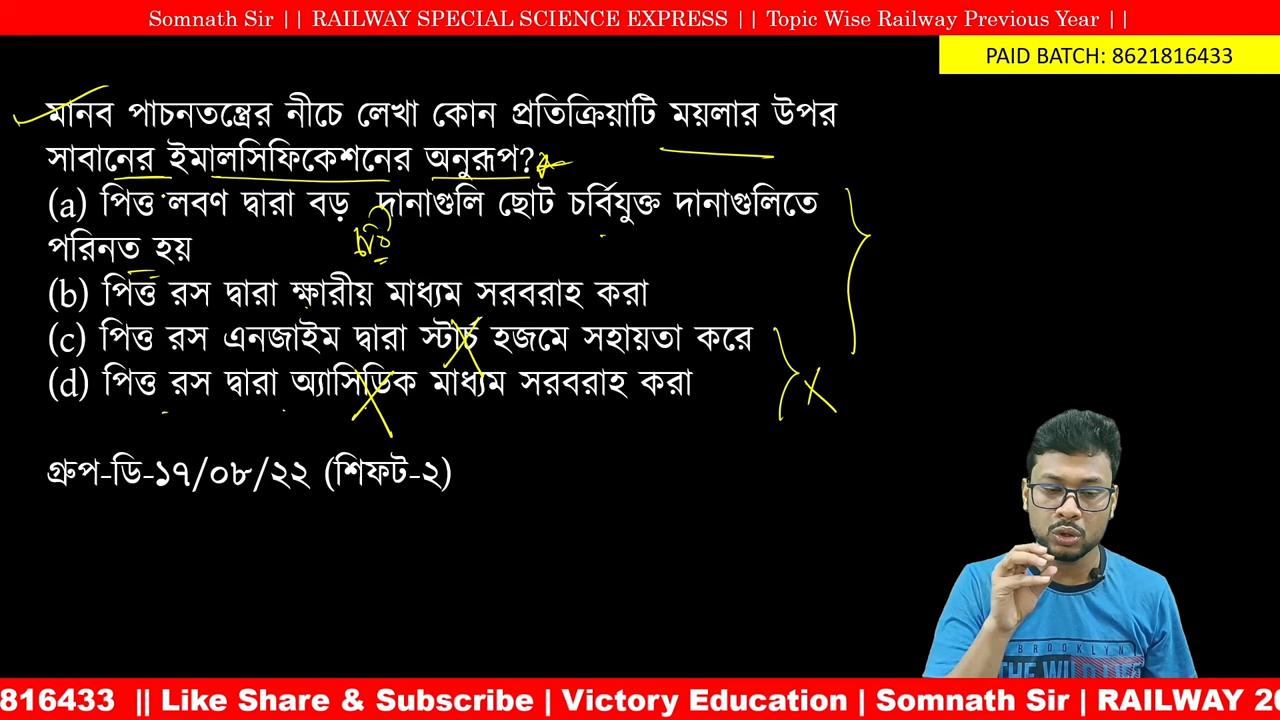 Somnath Sir || RAILWAY SPECIAL SCIENCE EXPRESS || Topic Wise Railway Previous Year ||
PAID BATCH: 8621816433
মানব পাচনতন্ত্রের নীচে লেখা কোন প্রতিক্রিয়াটি ময়লার উপর
সাবানের ইমালসিফিকেশনের অনুরূপ?
(a) পিত্ত লবণ দ্বারা বড় দানাগুলি ছোট চর্বিযুক্ত দানাগুলিতে
পরিনত হয়
(b) পিত্ত রস দ্বারা ক্ষারীয় মাধ্যম সরবরাহ করা
(c) পিত্ত রস এনজাইম দ্বারা স্টার্চ হজমে সহায়তা করে
(d) পিত্ত রস দ্বারা অ্যাসিডিক মাধ্যম সরবরাহ করা
গ্রুপ-ডি-১৭/০৮/২২ (শিফট-২)
BROOKLYN
THE WILD
816433 || Like Share & Subscribe | Victory Education | Somnath Sir | RAILWAY 20